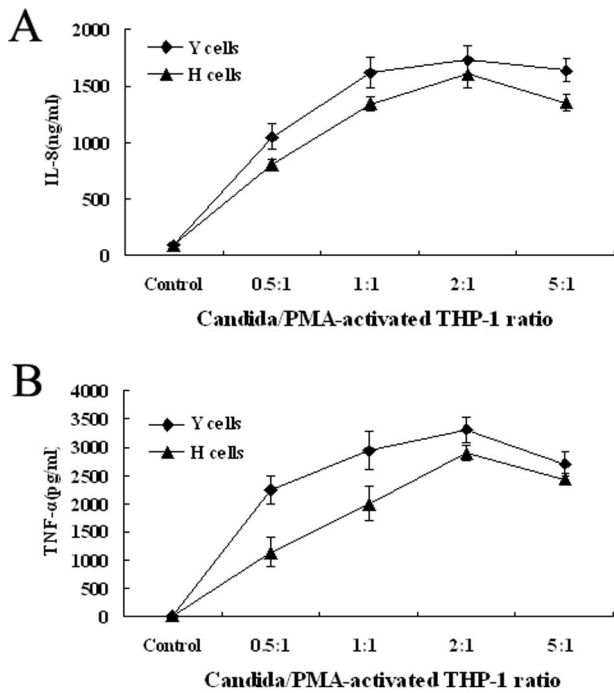 A
2000
1500
1000
500
0
IL-8(ng/ml)
Y cells
H cells
Control 0.5:1 1:1 2:1 5:1
Candida/PMA-activated THP-1 ratio
B
4000
3500
3000
2500
2000
1500
1000
500
0
TNF-α(pg/ml)
Y cells
H cells
Control 0.5:1 1:1 2:1 5:1
Candida/PMA-activated THP-1 ratio